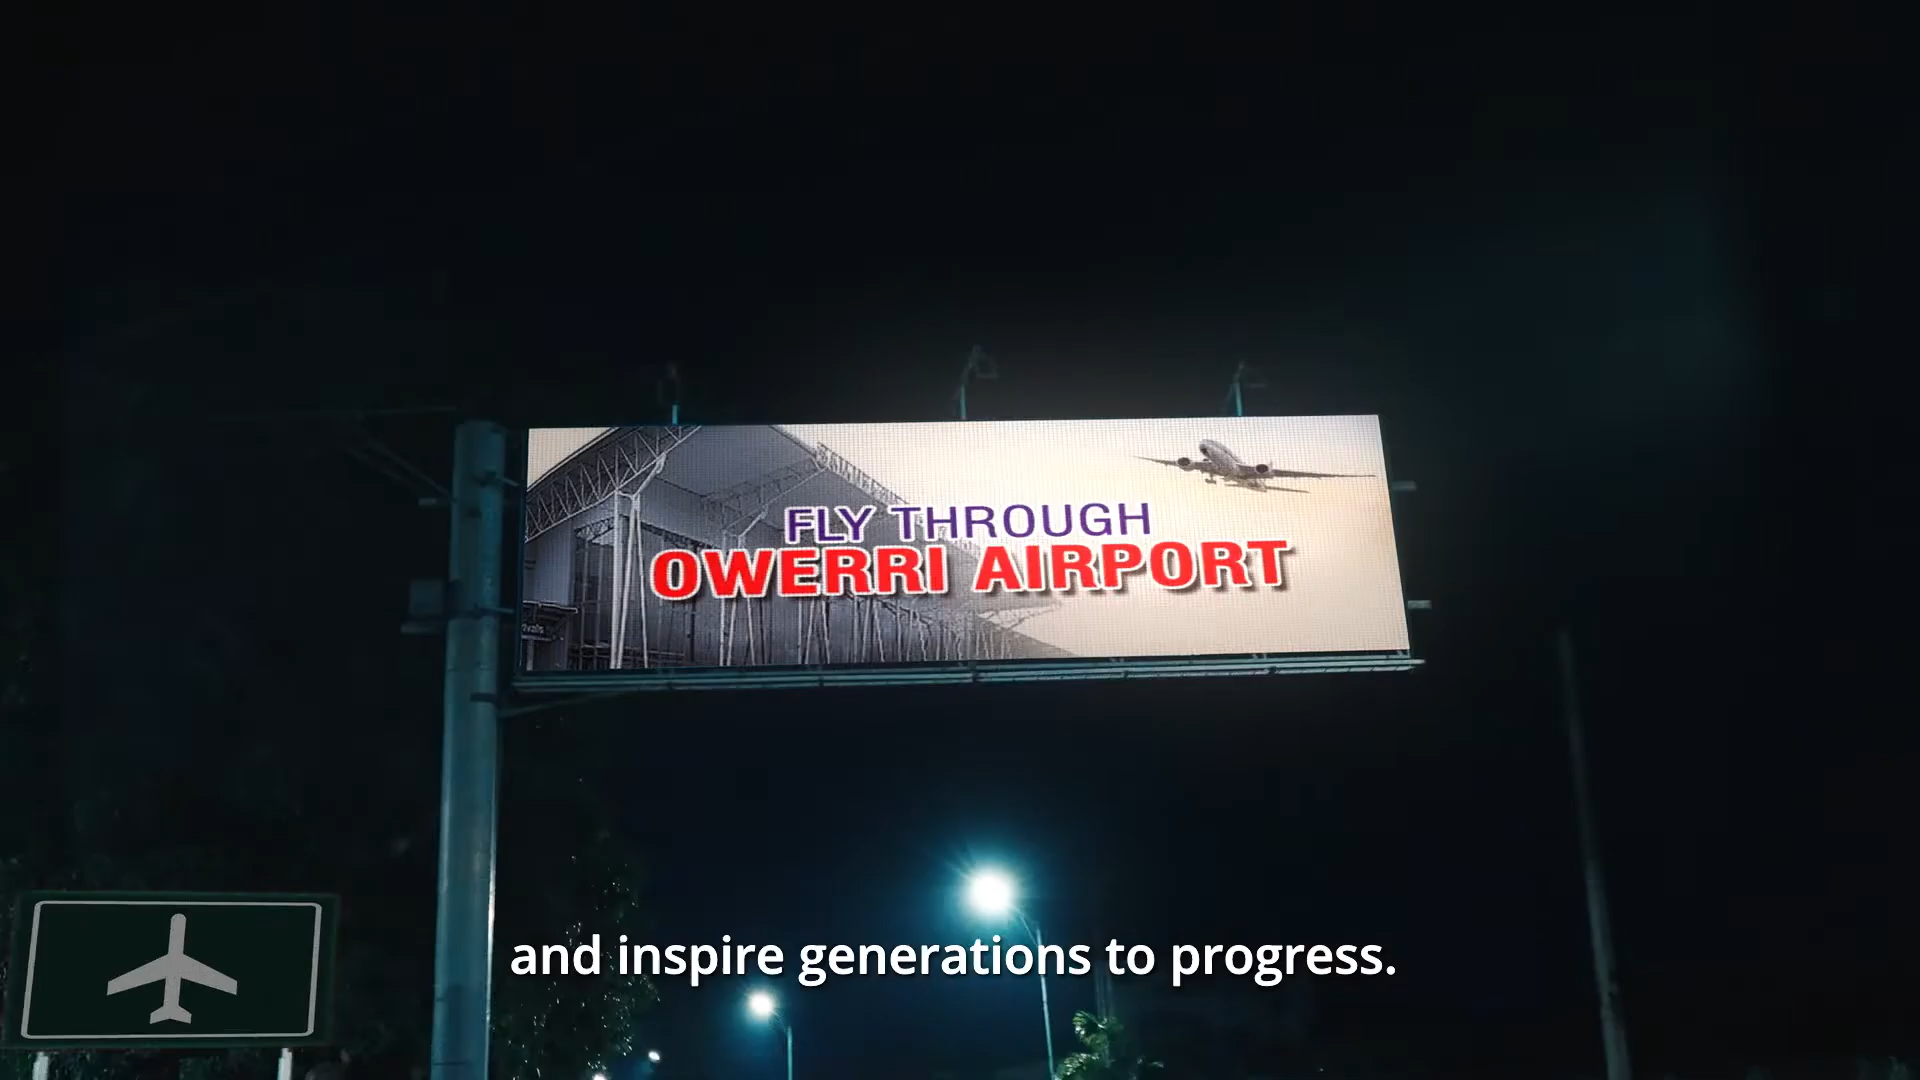 FLY THROUGH
OWERRI AIRPORT
and inspire generations to progress.